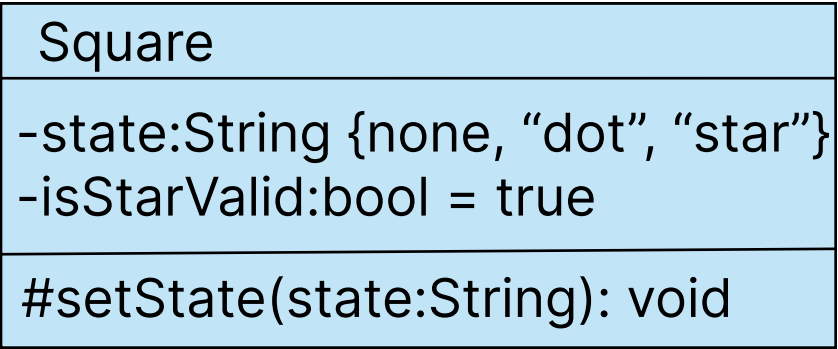 Square
-state:String {none, “dot”, “star”}
-isStarValid:bool = true
#setState(state:String): void